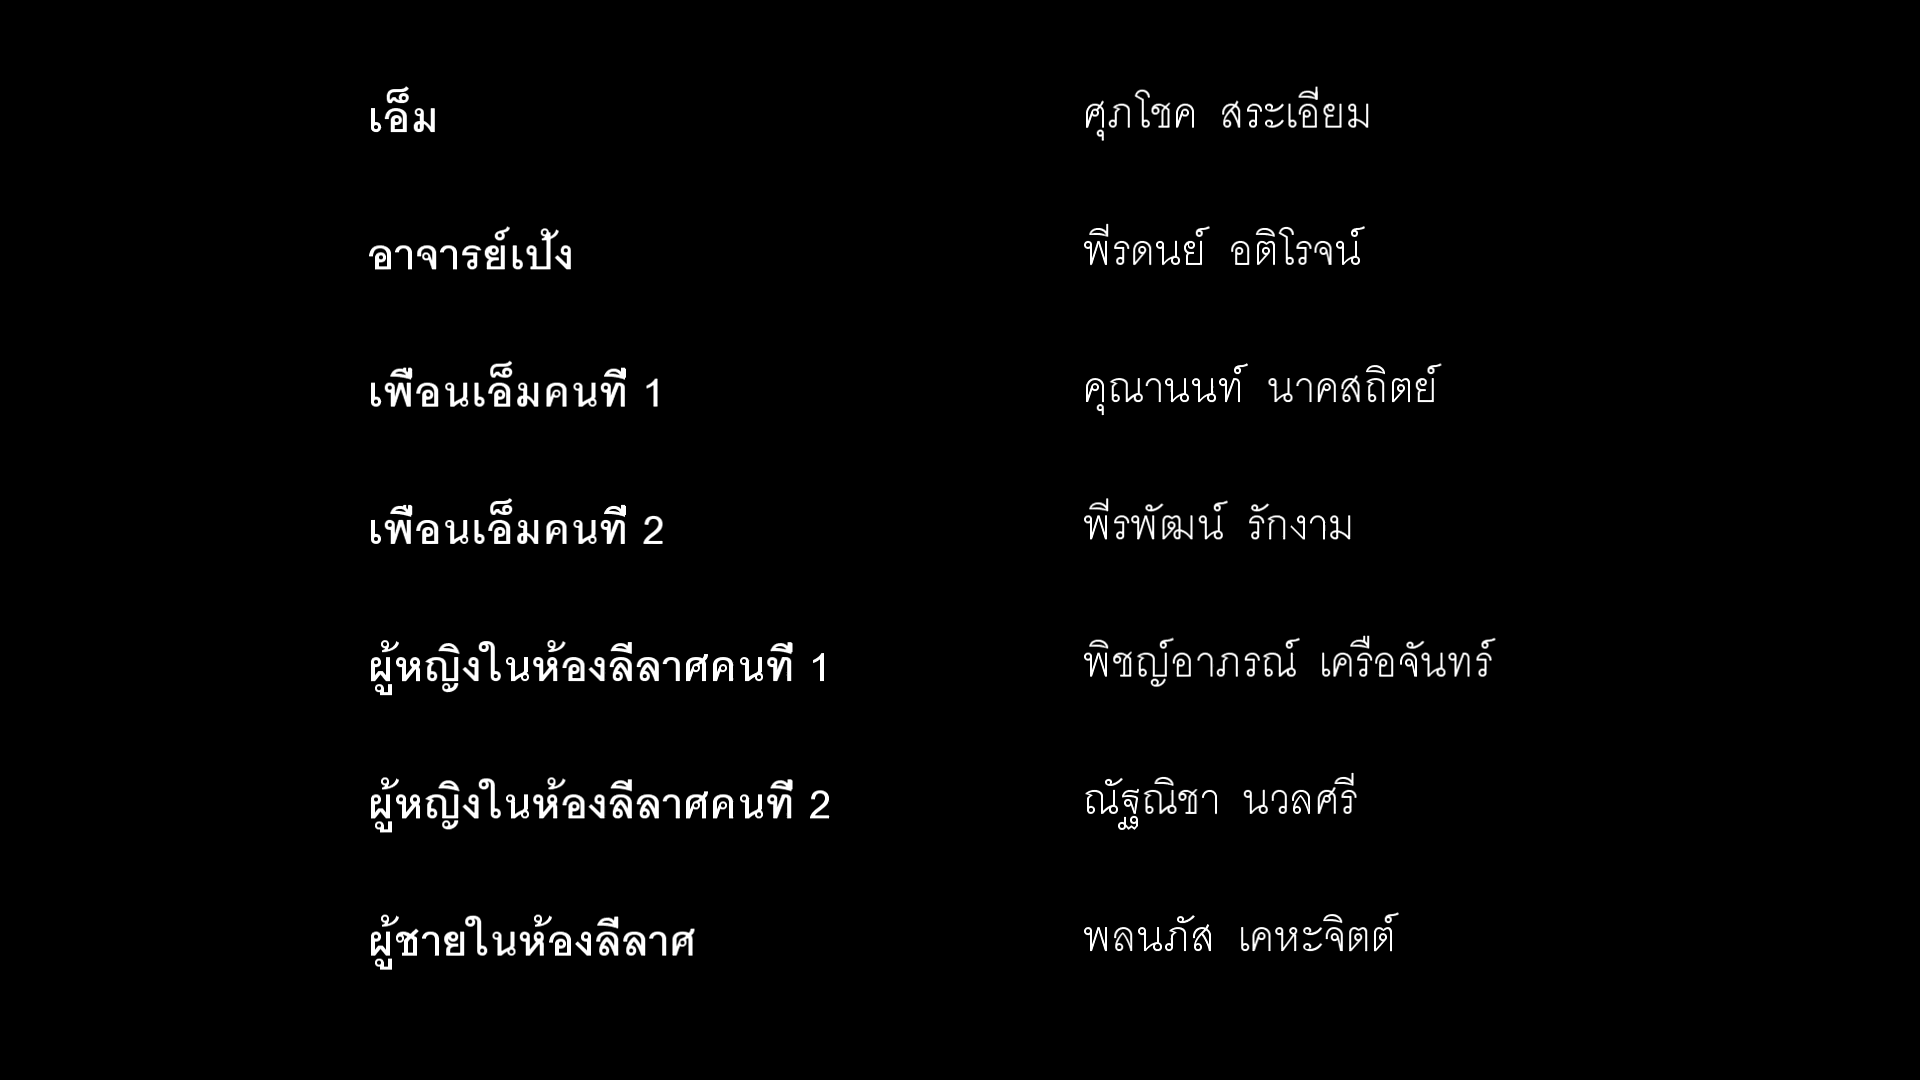 เอ็ม ศุภโชค สระเอียม
อาจารย์เป้ง พีรดนย์ อติโรจน์
เพื่อนเอ็มคนที่ 1 คุณานนท์ นาคสถิตย์
เพื่อนเอ็มคนที่ 2 พีรพัฒน์ รักงาม
ผู้หญิงในห้องลีลาศคนที่ 1 พิชญ์อาภรณ์ เครือจันทร์
ผู้หญิงในห้องลีลาศคนที่ 2 ณัฐณิชา นวลศรี
ผู้ชายในห้องลีลาศ พลนภัส เคหะจิตต์